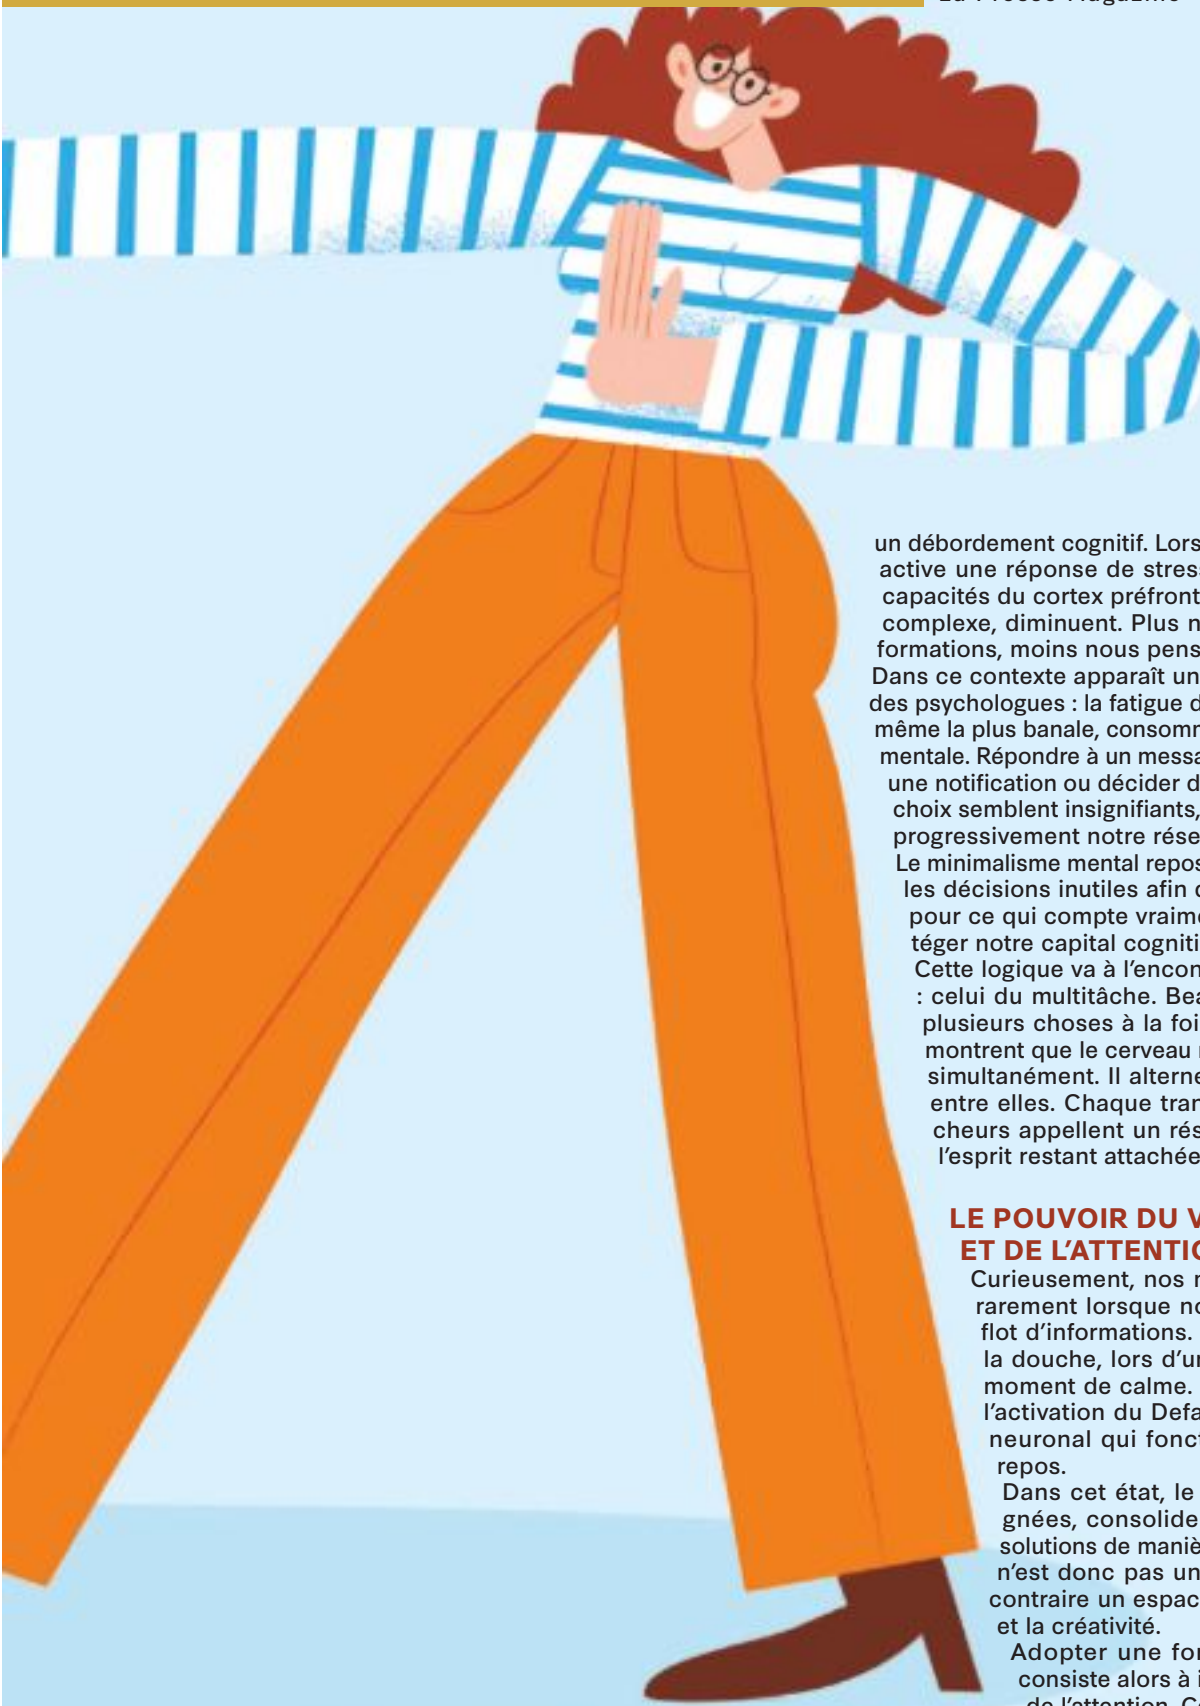 un débordement cognitif. Lors
active une réponse de stress
capacités du cortex préfront
complexe, diminuent. Plus n
formations, moins nous pens
Dans ce contexte apparaît un
des psychologues : la fatigue d
même la plus banale, consomm
mentale. Répondre à un messa
une notification ou décider d
choix semblent insignifiants,
progressivement notre rése
Le minimalisme mental repos
les décisions inutiles afin d
pour ce qui compte vraime
téger notre capital cogniti
Cette logique va à l'encon
: celui du multitâche. Bea
plusieurs choses à la foi
montrent que le cerveau
simultanément. Il alterne
entre elles. Chaque tran
cheurs appellent un rés
l'esprit restant attachée
LE POUVOIR DU V
ET DE L'ATTENTIO
Curieusement, nos
rarement lorsque no
flot d'informations.
la douche, lors d'un
moment de calme.
l'activation du Defa
neuronal qui fonct
repos.
Dans cet état, le
gnées, consolide
solutions de maniè
n'est donc pas un
contraire un espac
et la créativité.
Adopter une for
consiste alors à
de l'attention.